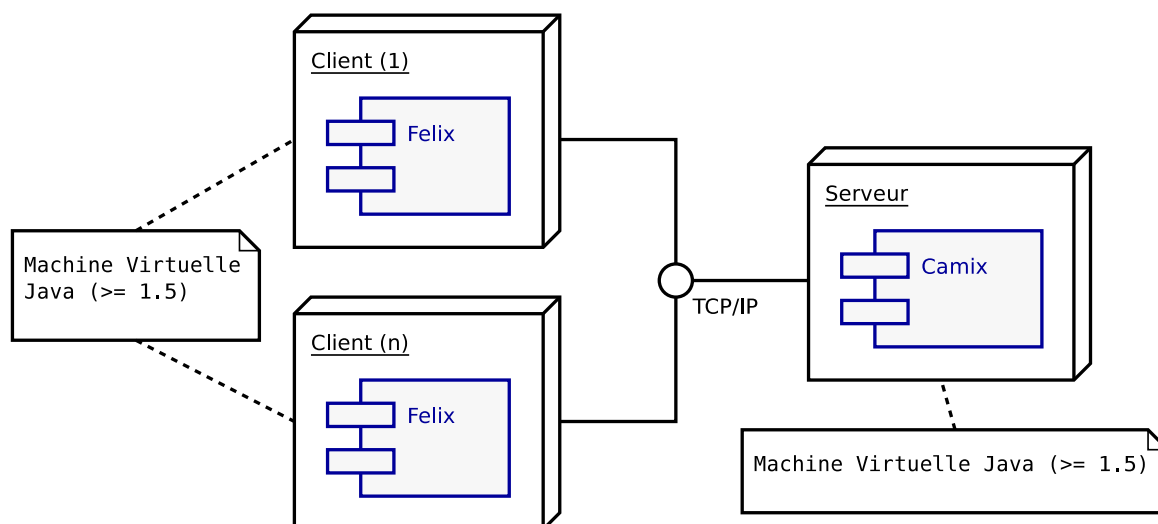 Client (1)
Felix
Serveur
Camix
Machine Virtuelle
Java (>= 1.5)
TCP/IP
Client (n)
Felix
Machine Virtuelle Java (>= 1.5)